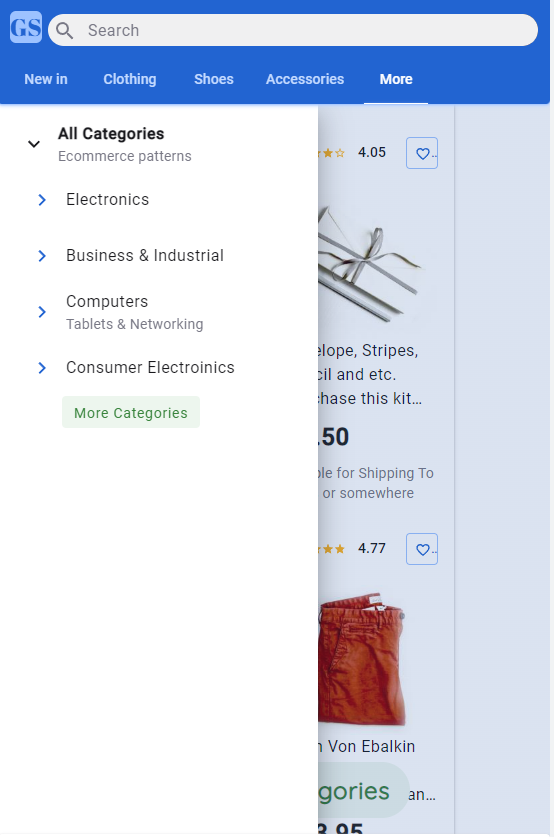 GS
Search
New in Clothing Shoes Accessories More
All Categories
Ecommerce patterns
Electronics
Business & Industrial
Computers
Tablets & Networking
Consumer Electroinics
More Categories
4.05
elope, Stripes,
cil and etc.
chase this kit…
.50
ble for Shipping To
or somewhere
4.77
n Von Ebalkin
gories an…
3.95